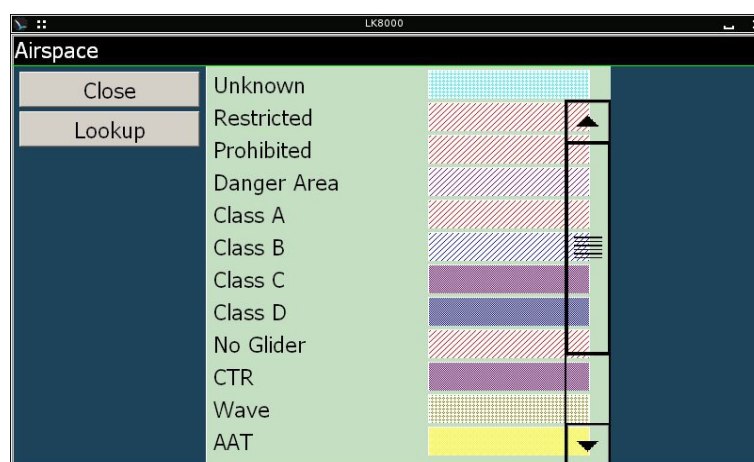 LK8000
Airspace
Close
Lookup
Unknown
Restricted
Prohibited
Danger Area
Class A
Class B
Class C
Class D
No Glider
CTR
Wave
AAT